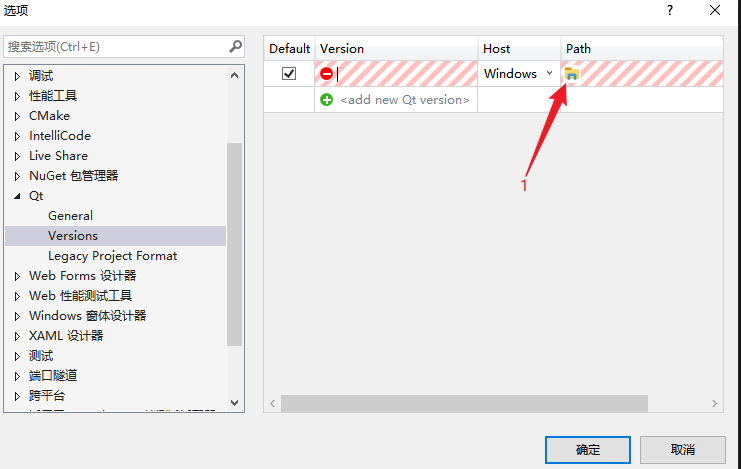 选项
?
搜索选项(Ctrl+E)
调试
性能工具
CMake
IntelliCode
Live Share
NuGet 包管理器
Qt
General
Versions
Legacy Project Format
Web Forms 设计器
Web 性能测试工具
Windows 窗体设计器
XAML 设计器
测试
端口隧道
跨平台
Default Version Host Path
Windows
<add new Qt version>
1
确定 取消